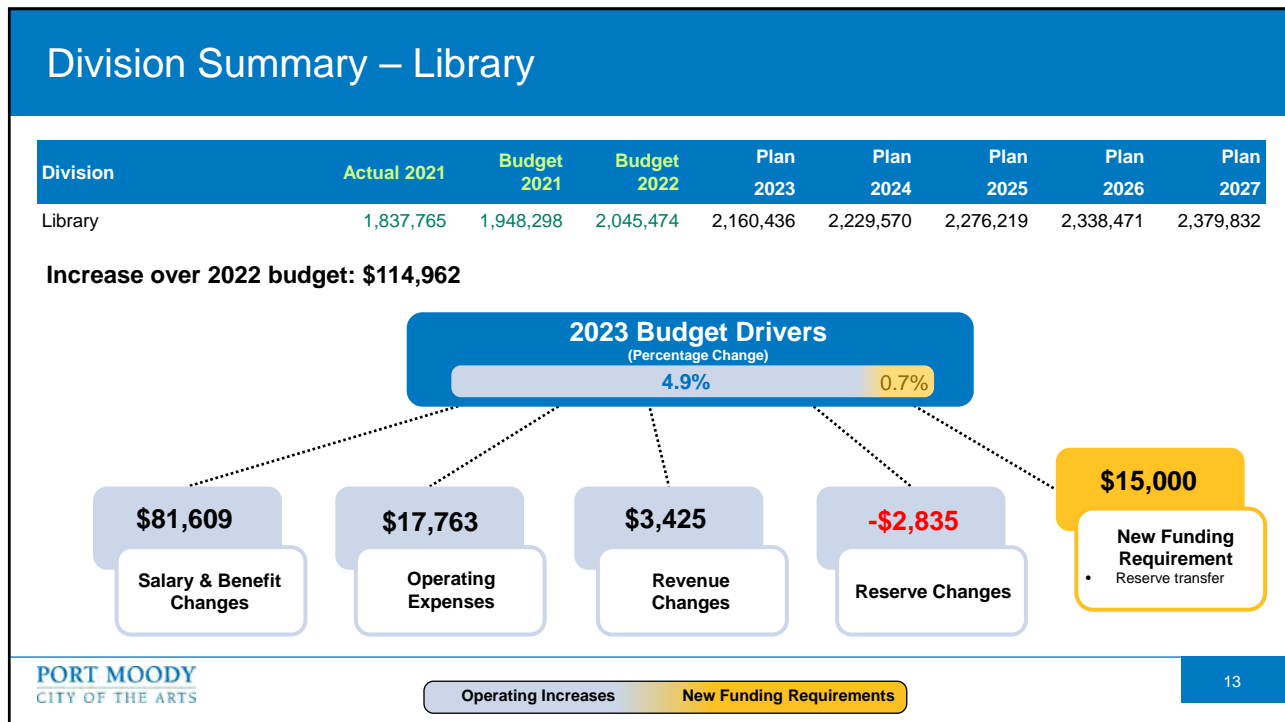 Division Summary – Library
Division Actual 2021 Budget 2021 Budget 2022 Plan 2023 Plan 2024 Plan 2025 Plan 2026 Plan 2027
Library 1,837,765 1,948,298 2,045,474 2,160,436 2,229,570 2,276,219 2,338,471 2,379,832
Increase over 2022 budget: $114,962
2023 Budget Drivers
(Percentage Change)
4.9% 0.7%
$81,609
Salary & Benefit
Changes
$17,763
Operating
Expenses
$3,425
Revenue
Changes
-$2,835
Reserve Changes
$15,000
New Funding
Requirement
• Reserve transfer
PORT MOODY
CITY OF THE ARTS
Operating Increases New Funding Requirements
13